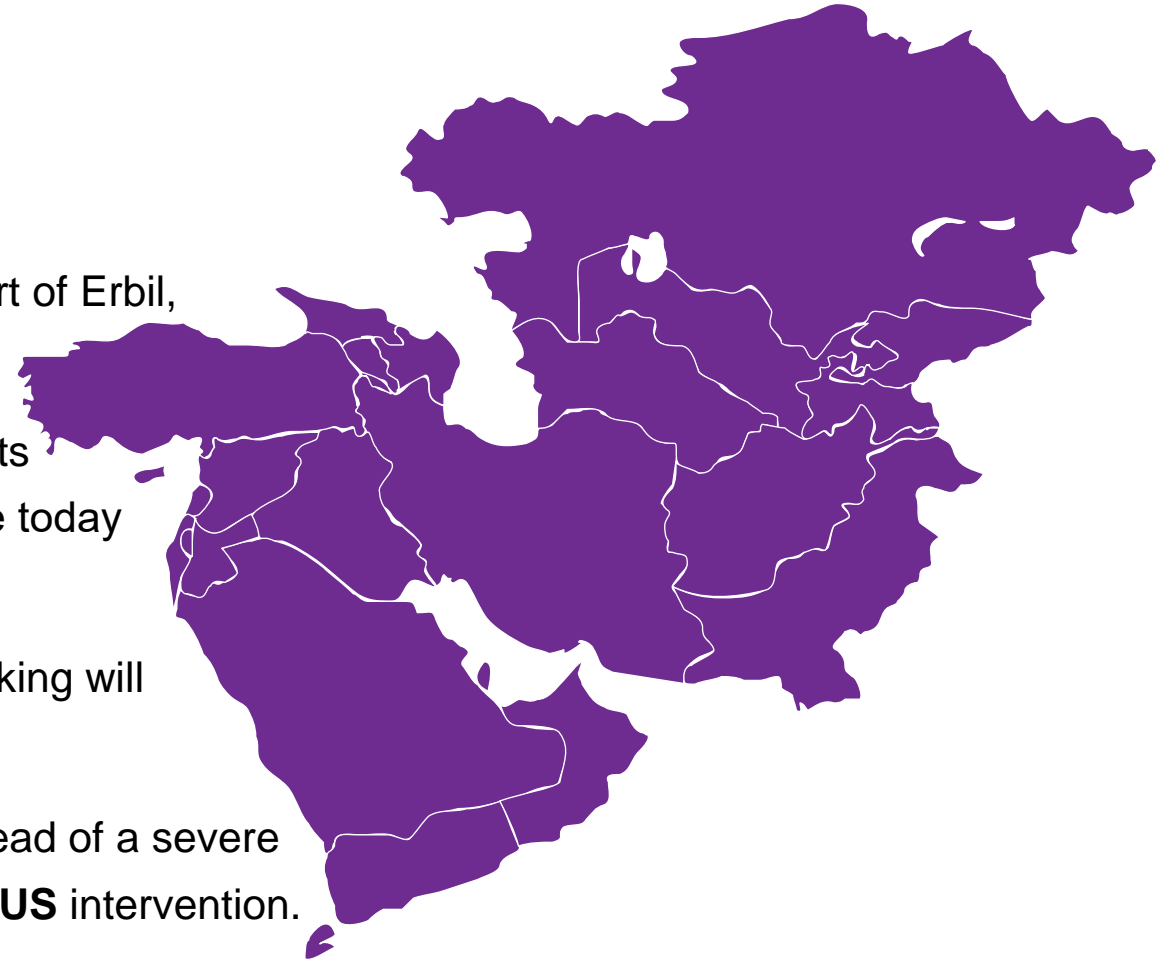 rt of Erbil,
ts
e today
king will
ead of a severe
US intervention.